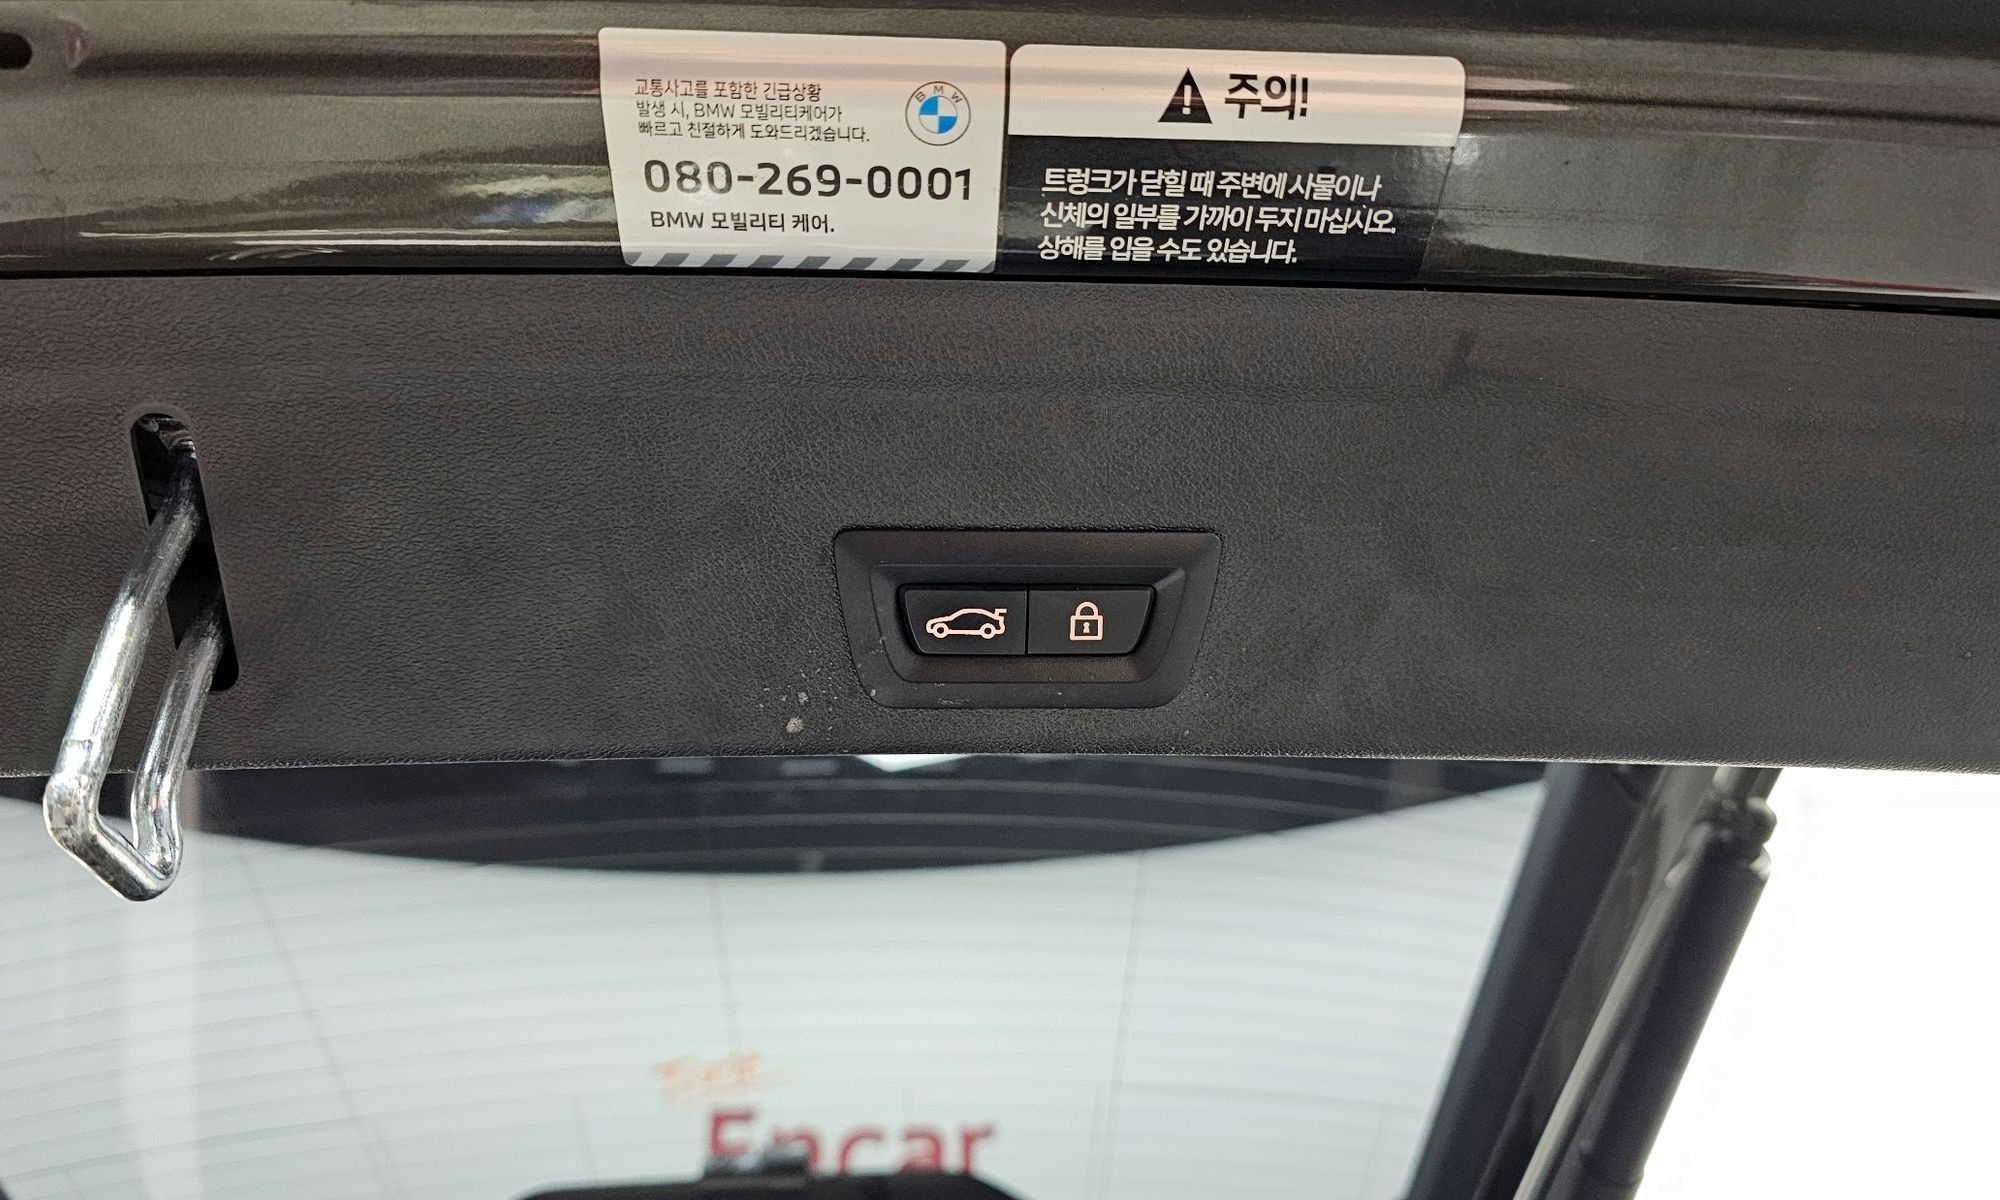 교통사고를 포함한 긴급상황
발생 시, BMW 모빌리티케어가
빠르고 친절하게 도와드리겠습니다.
BMW
080-269-0001
BMW 모빌리티 케어.
주의!
트렁크가 닫힐 때 주변에 사물이나
신체의 일부를 가까이 두지 마십시오.
상해를 입을 수도 있습니다.
Encar